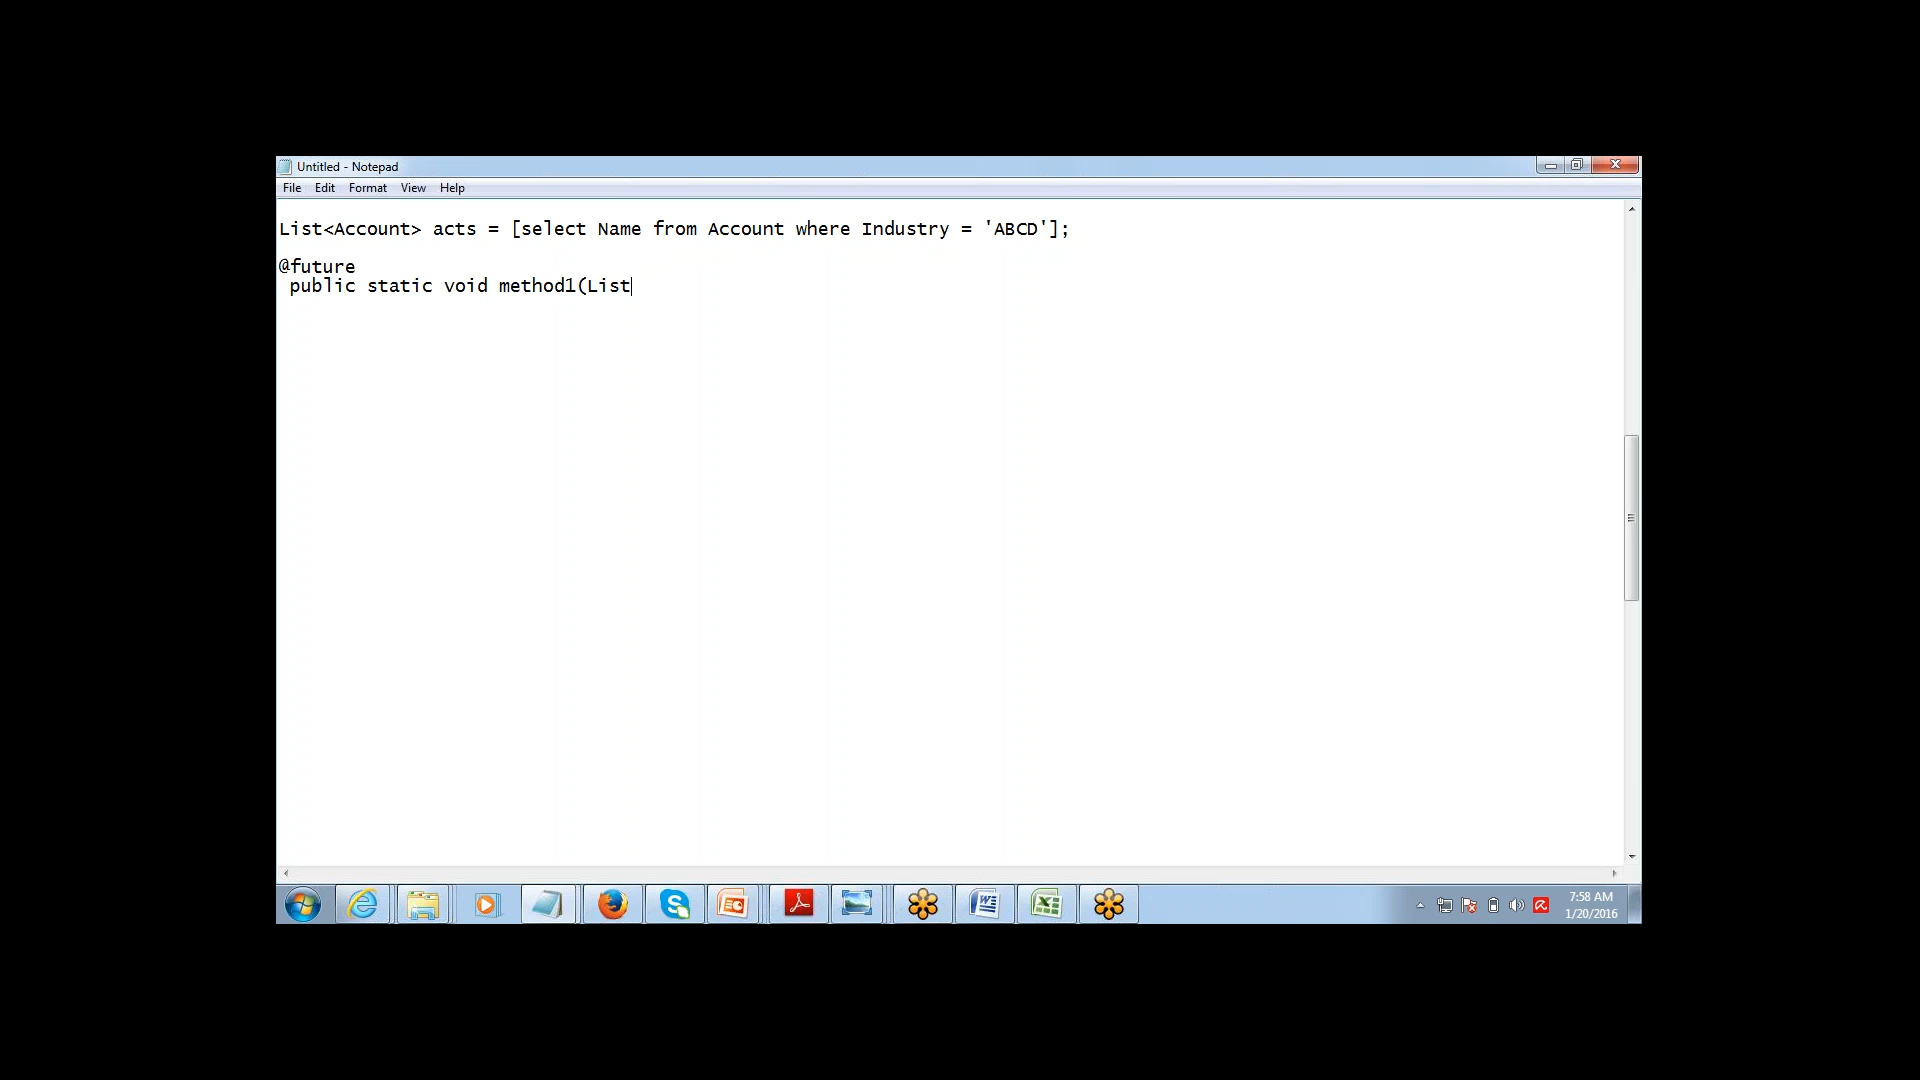 Untitled - Notepad
File Edit Format View Help
List<Account> acts = [select Name from Account where Industry = 'ABCD'];
@future
public static void method1(List
7:58 AM
1/20/2016